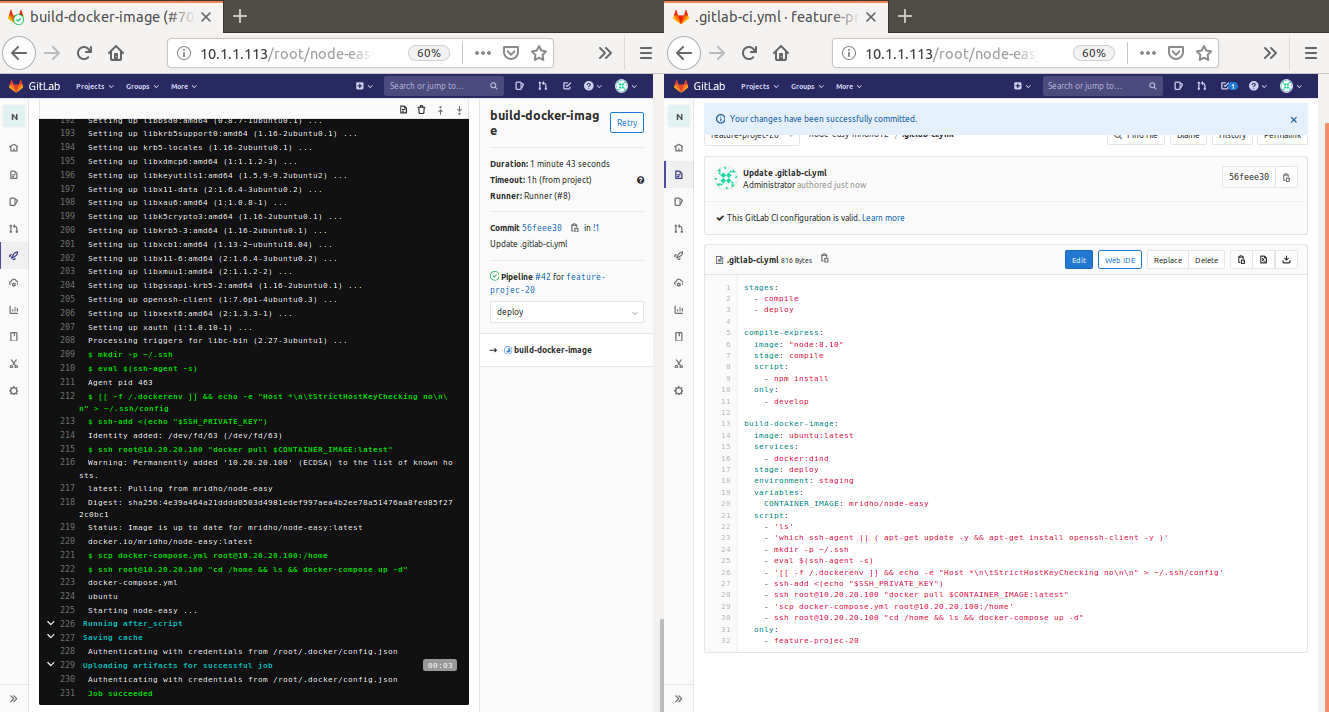 build-docker-image (#70
10.1.1.113/root/node-eas
60%
GitLab
Projects
Groups
More
Search or jump to...
N
192 Setting up libbsd0:amd64 (0.8.7-1ubuntu0.1) ...
193 Setting up libkrb5support0:amd64 (1.16-2ubuntu0.1) ...
194 Setting up krb5-locales (1.16-2ubuntu0.1) ...
195 Setting up libxdmcp6:amd64 (1:1.1.2-3) ...
196 Setting up libkeyutils1:amd64 (1.5.9-9.2ubuntu2) ...
197 Setting up libx11-data (2:1.6.4-3ubuntu0.2) ...
198 Setting up libxau6:amd64 (1:1.0.8-1) ...
199 Setting up libk5crypto3:amd64 (1.16-2ubuntu0.1) ...
200 Setting up libkrb5-3:amd64 (1.16-2ubuntu0.1) ...
201 Setting up libxcb1:amd64 (1.13-2~ubuntu18.04) ...
202 Setting up libx11-6:amd64 (2:1.6.4-3ubuntu0.2) ...
203 Setting up libxmuu1:amd64 (2:1.1.2-2) ...
204 Setting up libgssapi-krb5-2:amd64 (1.16-2ubuntu0.1) ...
205 Setting up openssh-client (1:7.6p1-4ubuntu0.3) ...
206 Setting up libxext6:amd64 (2:1.3.3-1) ...
207 Setting up xauth (1:1.0.10-1) ...
208 Processing triggers for libc-bin (2.27-3ubuntu1) ...
209 $ mkdir -p ~/.ssh
210 $ eval $(ssh-agent -s)
211 Agent pid 463
212 $ [[ -f /.dockerenv ]] && echo -e "Host *\n\tStrictHostKeyChecking no\n\
n" > ~/.ssh/config
213 $ ssh-add <(echo "$SSH_PRIVATE_KEY")
214 Identity added: /dev/fd/63 (/dev/fd/63)
215 $ ssh root@10.20.20.100 "docker pull $CONTAINER_IMAGE:latest"
216 Warning: Permanently added '10.20.20.100' (ECDSA) to the list of known ho
sts.
217 latest: Pulling from mridho/node-easy
218 Digest: sha256:4e39a464a21dddd0503d4981edef997aea4b2ee78a51476aa8fed85f27
2c0bc1
219 Status: Image is up to date for mridho/node-easy:latest
220 docker.io/mridho/node-easy:latest
221 $ scp docker-compose.yml root@10.20.20.100:/home
222 $ ssh root@10.20.20.100 "cd /home && ls && docker-compose up -d"
223 docker-compose.yml
224 ubuntu
225 Starting node-easy ...
226 Running after_script
227 Saving cache
228 Authenticating with credentials from /root/.docker/config.json
229 Uploading artifacts for successful job 00:03
230 Authenticating with credentials from /root/.docker/config.json
231 Job succeeded
build-docker-imag
e
Retry
Duration: 1 minute 43 seconds
Timeout: 1h (from project)
Runner: Runner (#8)
Commit 56feee30 in !1
Update .gitlab-ci.yml
Pipeline #42 for feature-
projec-20
deploy
→ build-docker-image
.gitlab-ci.yml · feature-pr
10.1.1.113/root/node-eas
60%
GitLab
Projects
Groups
More
Search or jump to...
1
N
Your changes have been successfully committed.
feature-projec-20 node-easy-mridho12 / .gitlab-ci.yml Find file Blame History Permalink
Update .gitlab-ci.yml
Administrator authored just now
56feee30
This GitLab CI configuration is valid. Learn more
.gitlab-ci.yml 816 Bytes
Edit
Web IDE
Replace
Delete
1 stages:
2 - compile
3 - deploy
4
5 compile-express:
6 image: "node:8.10"
7 stage: compile
8 script:
9 - npm install
10 only:
11 - develop
12
13 build-docker-image:
14 image: ubuntu:latest
15 services:
16 - docker:dind
17 stage: deploy
18 environment: staging
19 variables:
20 CONTAINER_IMAGE: mridho/node-easy
21 script:
22 - 'ls'
23 - 'which ssh-agent || ( apt-get update -y && apt-get install openssh-client -y )'
24 - mkdir -p ~/.ssh
25 - eval $(ssh-agent -s)
26 - '[[ -f /.dockerenv ]] && echo -e "Host *\n\tStrictHostKeyChecking no\n\n" > ~/.ssh/config'
27 - ssh-add <(echo "$SSH_PRIVATE_KEY")
28 - ssh root@10.20.20.100 "docker pull $CONTAINER_IMAGE:latest"
29 - 'scp docker-compose.yml root@10.20.20.100:/home'
30 - ssh root@10.20.20.100 "cd /home && ls && docker-compose up -d"
31 only:
32 - feature-projec-20